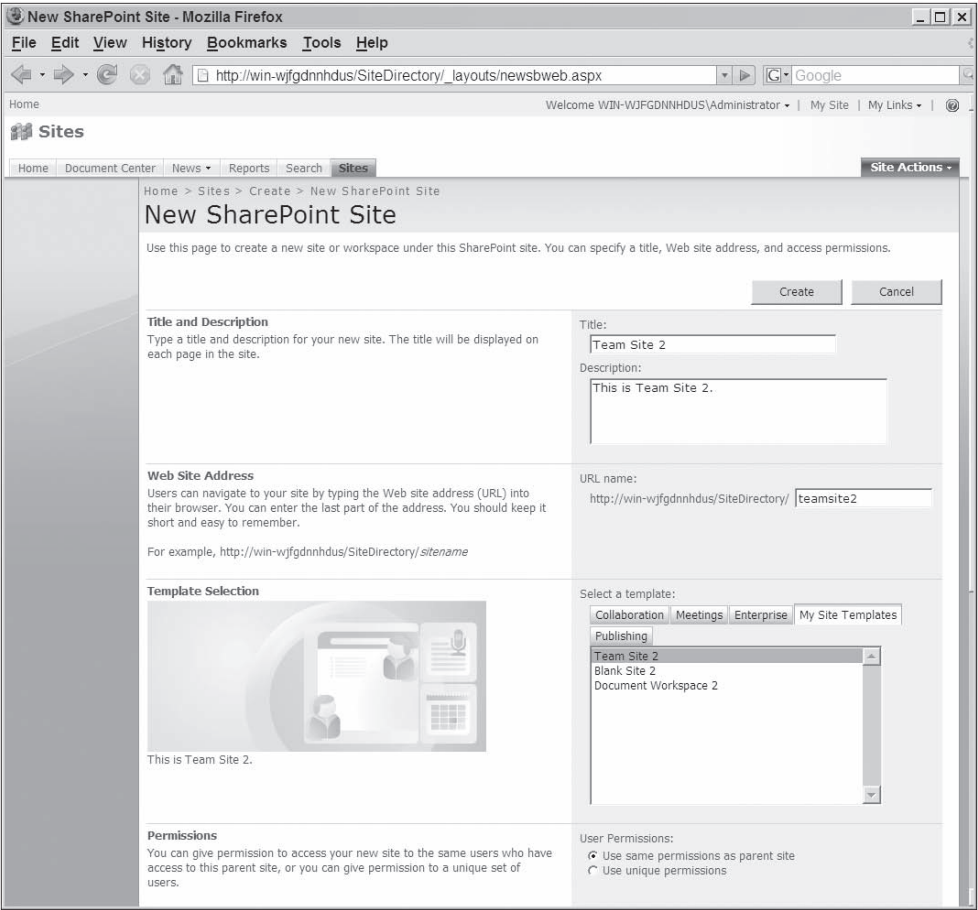 New SharePoint Site - Mozilla Firefox
File Edit View History Bookmarks Tools Help
http://win-wjfgdnnhdus/SiteDirectory/_layouts/newsbweb.aspx
G Google
Home
Welcome WIN-WJFGDNNHDUS\Administrator | My Site | My Links |
Sites
Home Document Center News Reports Search Sites
Site Actions
Home > Sites > Create > New SharePoint Site
New SharePoint Site
Use this page to create a new site or workspace under this SharePoint site. You can specify a title, Web site address, and access permissions.
Create Cancel
Title and Description
Type a title and description for your new site. The title will be displayed on
each page in the site.
Title:
Team Site 2
Description:
This is Team Site 2.
Web Site Address
Users can navigate to your site by typing the Web site address (URL) into
their browser. You can enter the last part of the address. You should keep it
short and easy to remember.
For example, http://win-wjfgdnnhdus/SiteDirectory/sitename
URL name:
http://win-wjfgdnnhdus/SiteDirectory/ teamsite2
Template Selection
This is Team Site 2.
Select a template:
Collaboration Meetings Enterprise My Site Templates
Publishing
Team Site 2
Blank Site 2
Document Workspace 2
Permissions
You can give permission to access your new site to the same users who have
access to this parent site, or you can give permission to a unique set of
users.
User Permissions:
Use same permissions as parent site
Use unique permissions